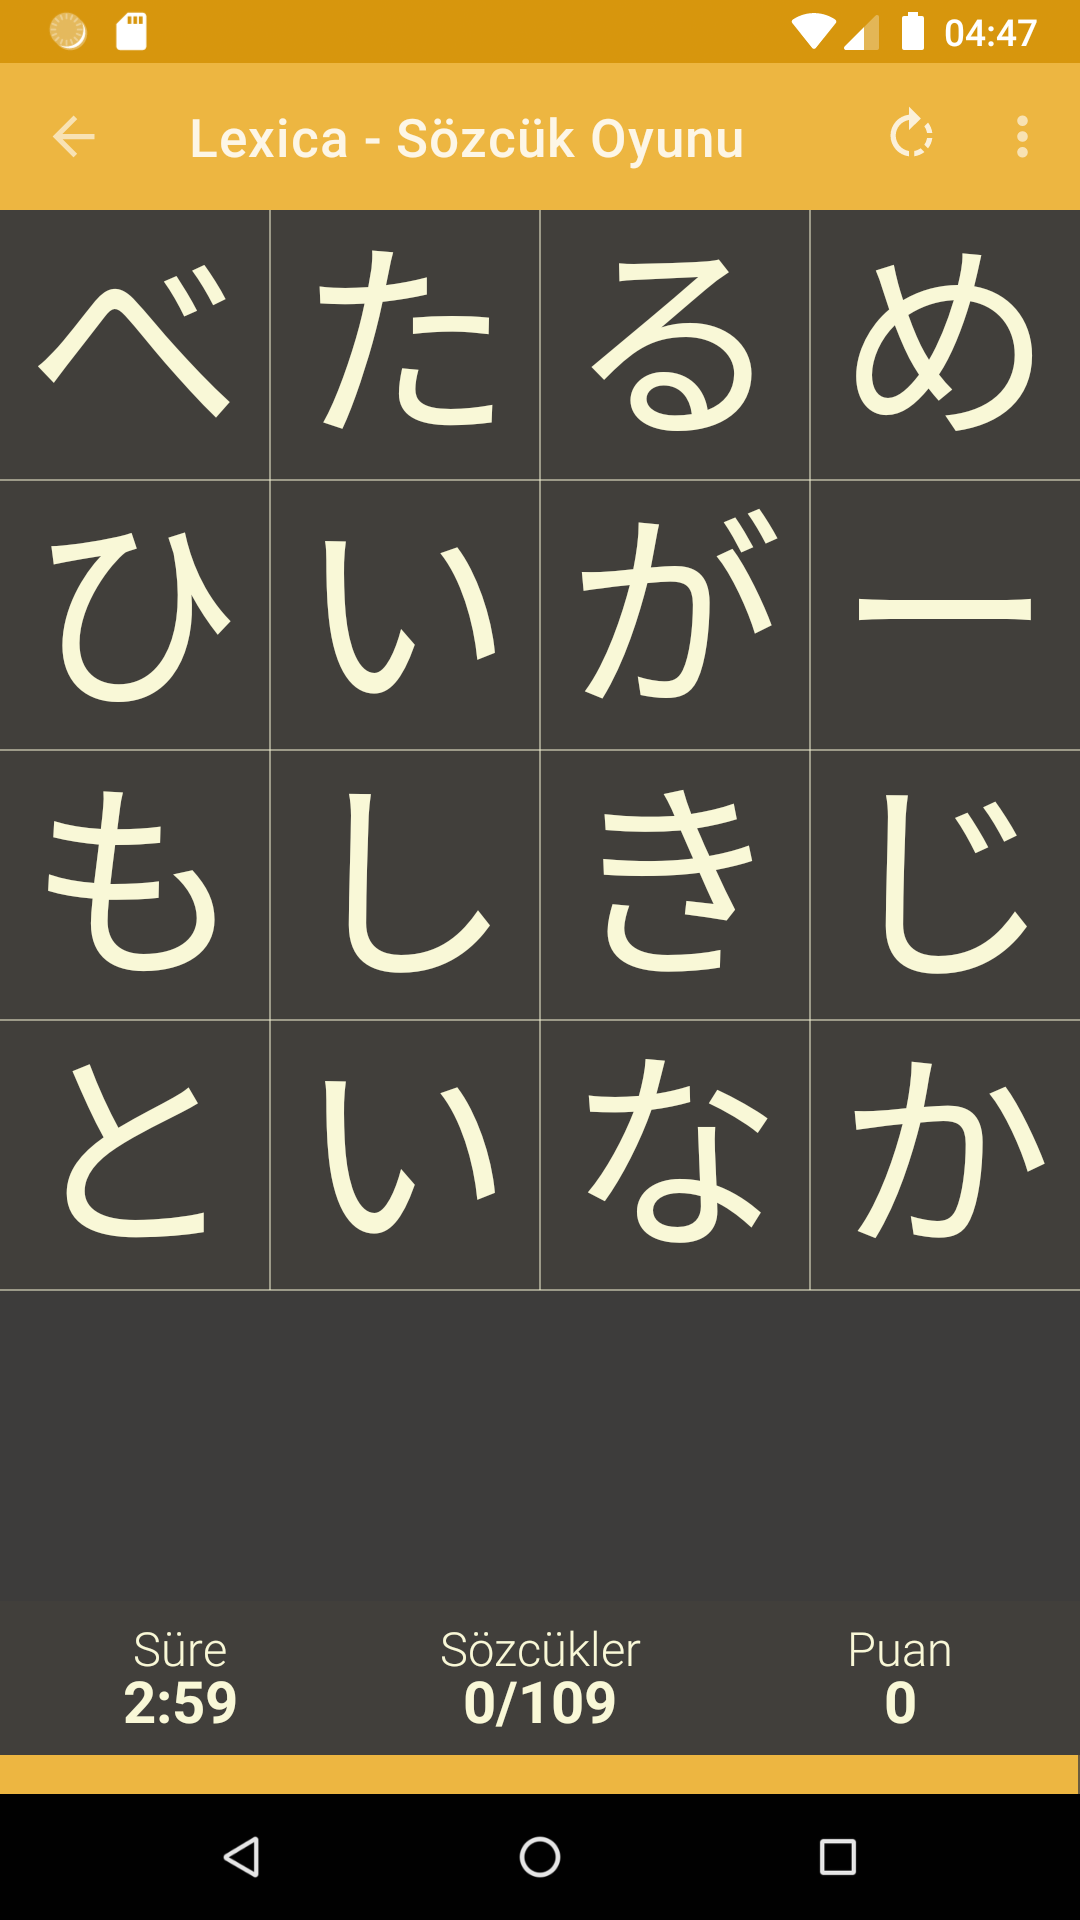 04:47
Lexica - Sözcük Oyunu
べ た る め
ひ い が ー
も し き じ
と い な か
Süre Sözcükler Puan
2:59 0/109 0